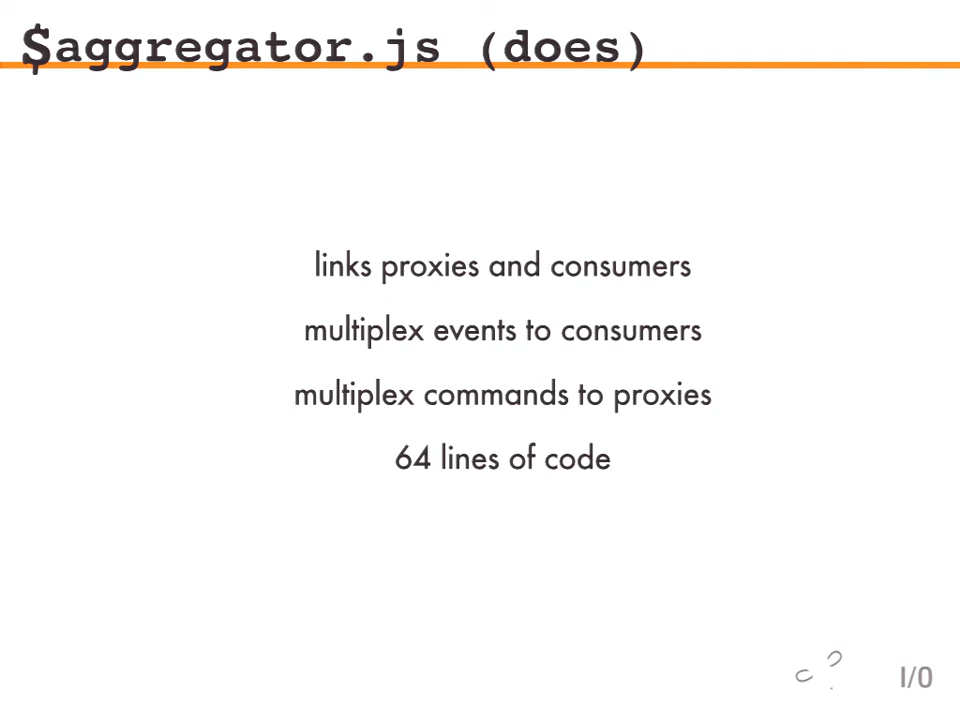 $aggregator.js (does)
links proxies and consumers
multiplex events to consumers
multiplex commands to proxies
64 lines of code
I/O